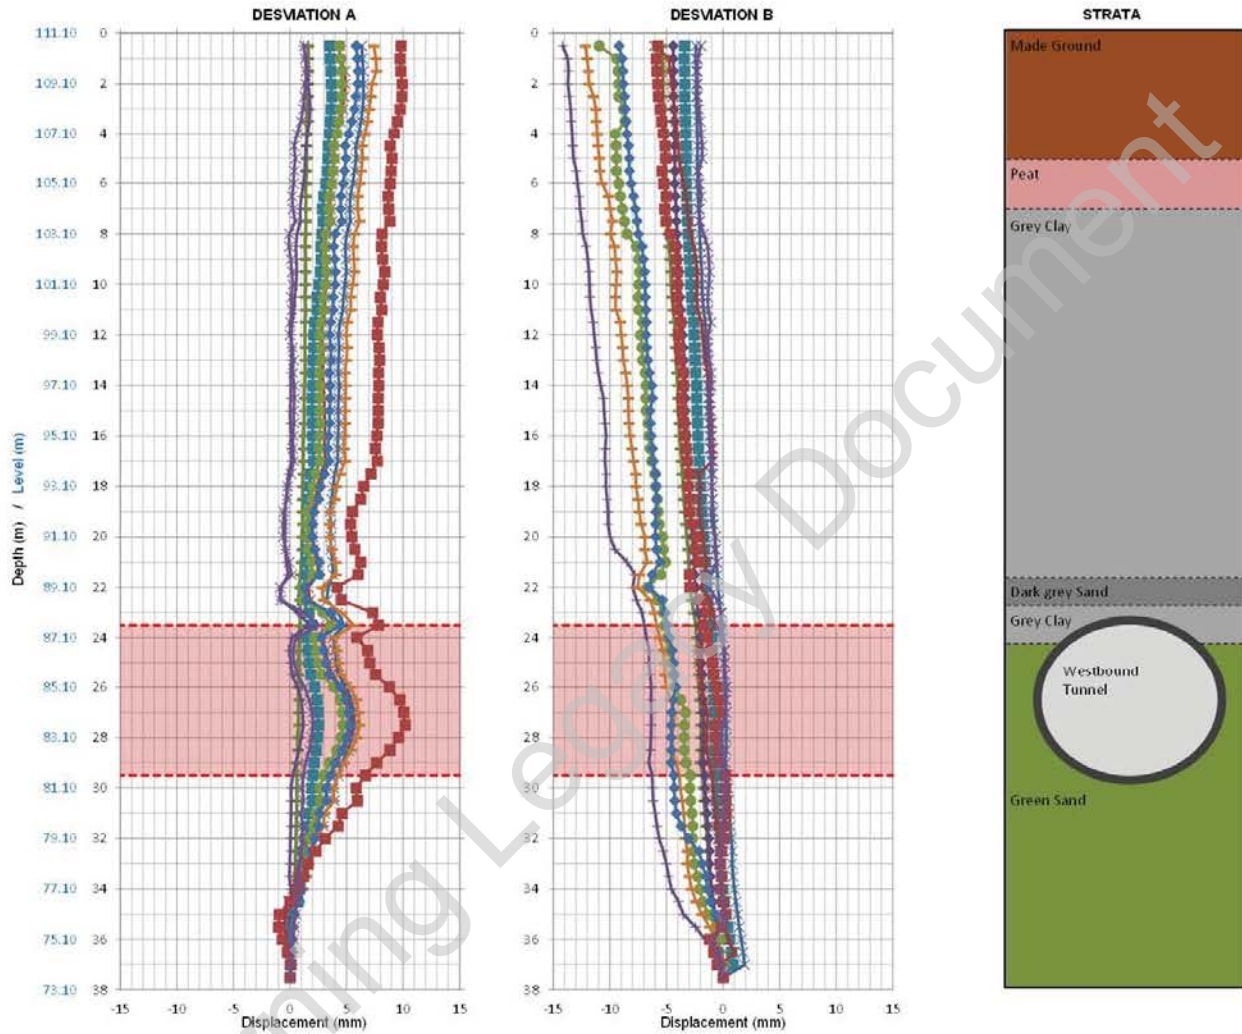 DESVIATION A
DESVIATION B
STRATA
111.10 0
109.10 2
107.10 4
105.10 6
103.10 8
101.10 10
99.10 12
97.10 14
95.10 16
93.10 18
91.10 20
89.10 22
87.10 24
85.10 26
83.10 28
81.10 30
79.10 32
77.10 34
75.10 36
73.10 38
Depth (m) / Level (m)
-15 -10 -5 0 5 10 15
Displacement (mm)
0
2
4
6
8
10
12
14
16
18
20
22
24
26
28
30
32
34
36
38
-15 -10 -5 0 5 10 15
Displacement (mm)
Made Ground
Peat
Grey Clay
Dark grey Sand
Grey Clay
Westbound
Tunnel
Green Sand
ning Legacy Document